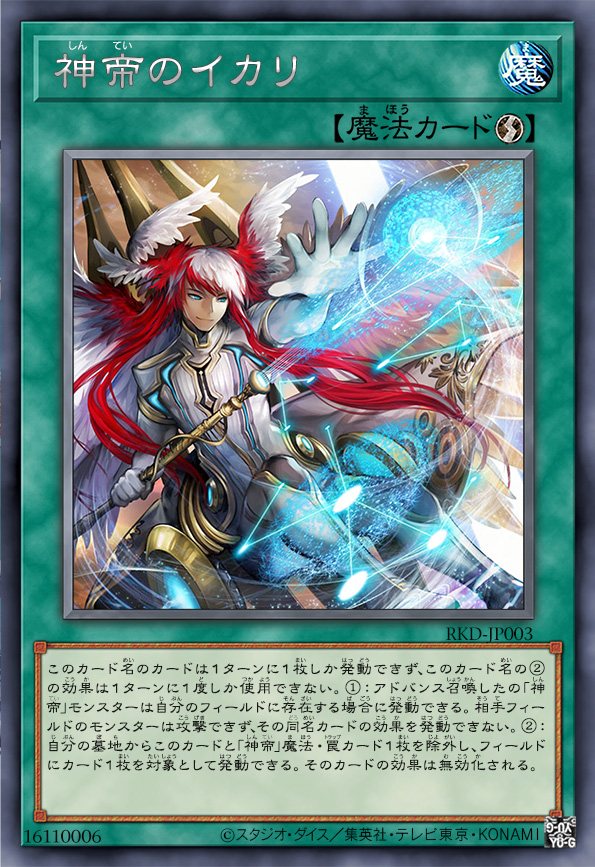 神帝のイカリ
魔
【魔法カード】
RKD-JP003
このカード名のカードは1ターンに1枚しか発動できず、このカード名の②
の効果は1ターンに1度しか使用できない。①：アドバンス召喚したの「神
帝」モンスターは自分のフィールドに存在する場合に発動できる。相手フィー
ルドのモンスターは攻撃できず、その同名カードの効果を発動できない。②：
自分の墓地からこのカードと「神帝」魔法・罠カード1枚を除外し、フィールド
にカード1枚を対象として発動できる。そのカードの効果は無効化される。
16110006
©スタジオ・ダイス／集英社・テレビ東京・KONAMI